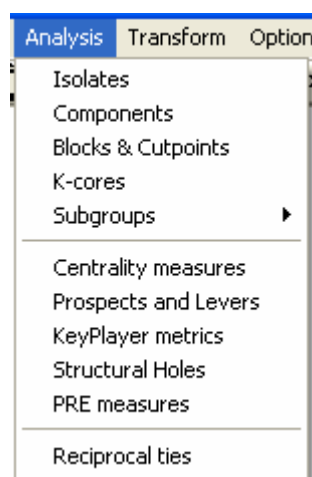 Analysis Transform Option
Isolates
Components
Blocks & Cutpoints
K-cores
Subgroups
Centrality measures
Prospects and Levers
KeyPlayer metrics
Structural Holes
PRE measures
Reciprocal ties